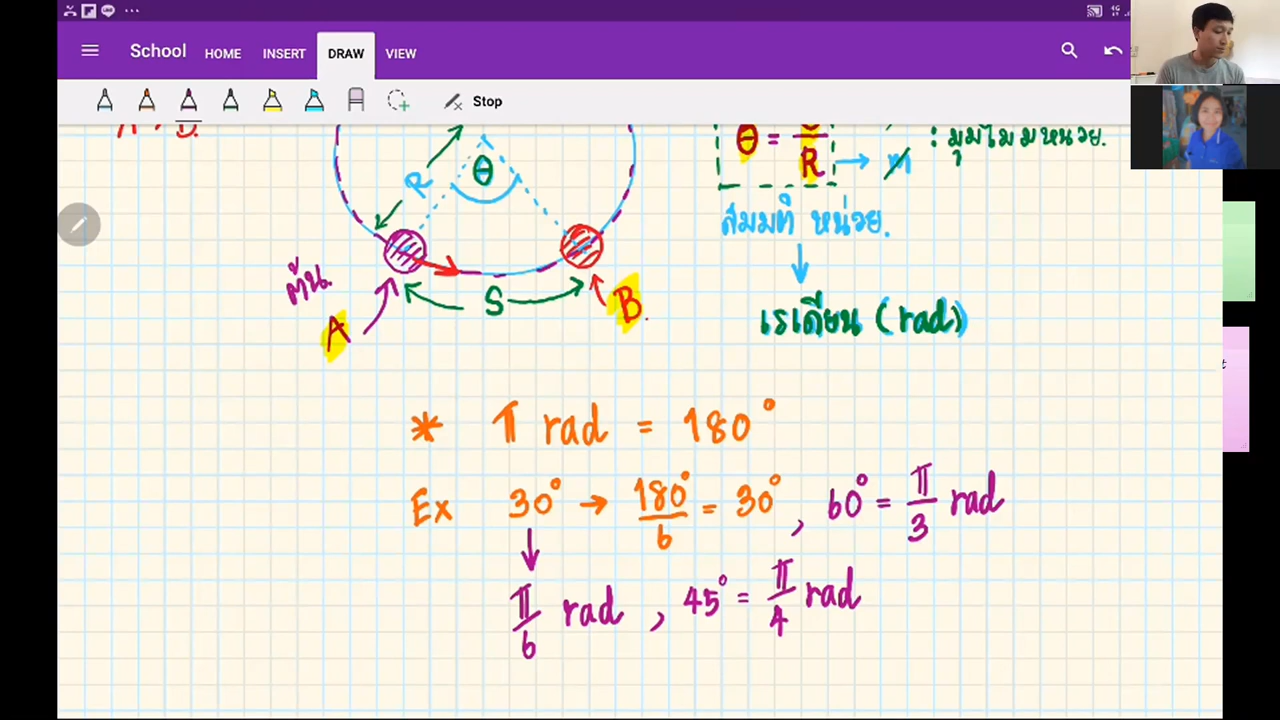 School HOME INSERT DRAW VIEW
Stop
4G
θ
R
ต้น.
A
S
B
θ = / R → m
: มุมไม่มีหน่วย.
สมมติ หน่วย.
↓
เรเดียน (rad)
* π rad = 180°
Ex 30° → 180°/6 = 30° , 60° = π/3 rad
↓
π/6 rad , 45° = π/4 rad